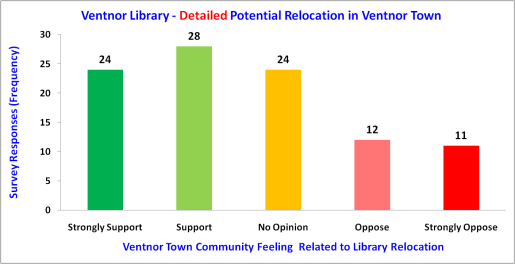 Ventnor Library - Detailed Potential Relocation in Ventnor Town
Survey Responses (Frequency)
30
25
20
15
10
5
0
24
28
24
12
11
Strongly Support
Support
No Opinion
Oppose
Strongly Oppose
Ventnor Town Community Feeling  Related to Library Relocation